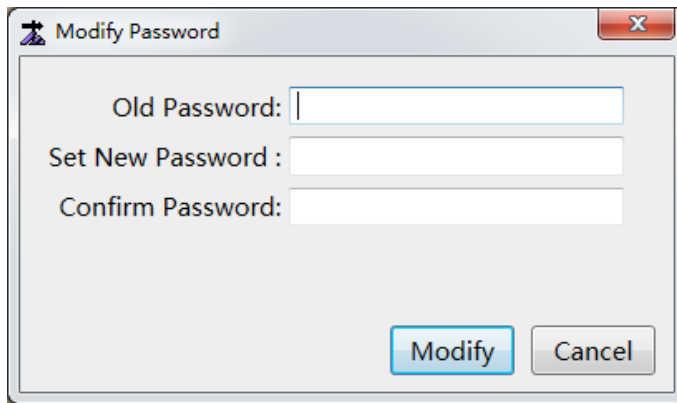 Modify Password
Old Password:
Set New Password :
Confirm Password:
Modify Cancel